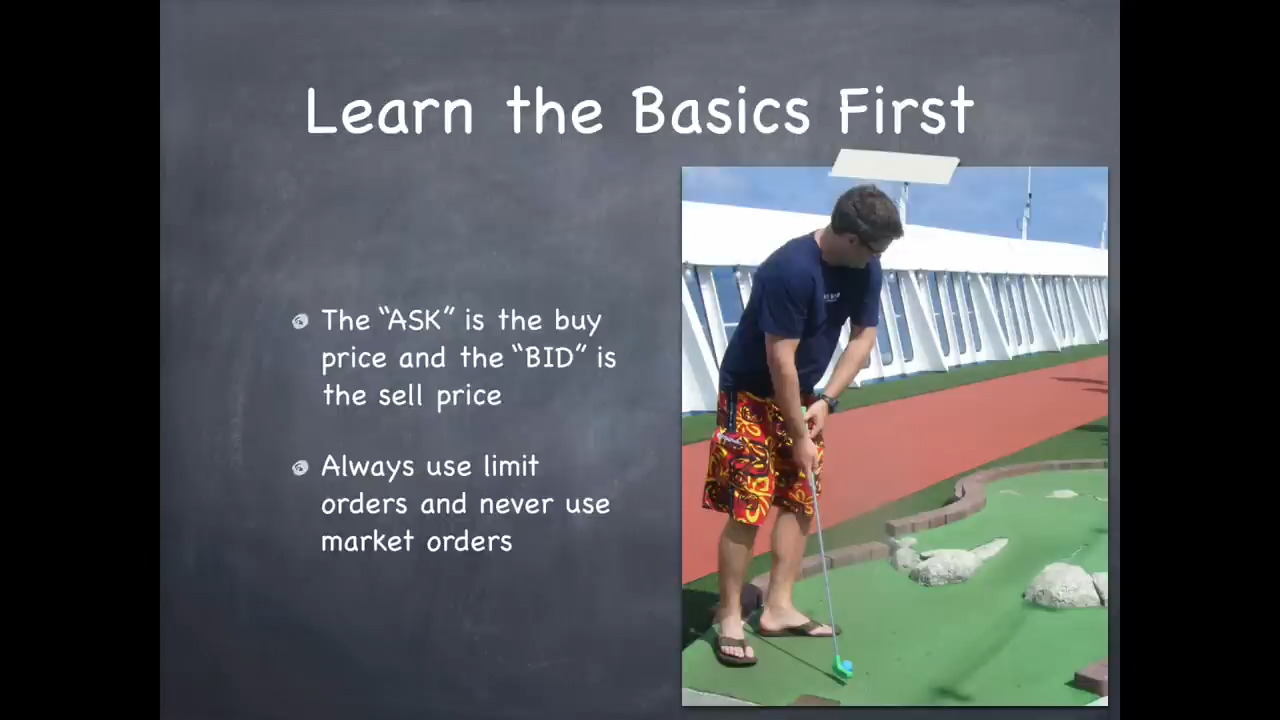 Learn the Basics First
The “ASK” is the buy
price and the “BID” is
the sell price
Always use limit
orders and never use
market orders